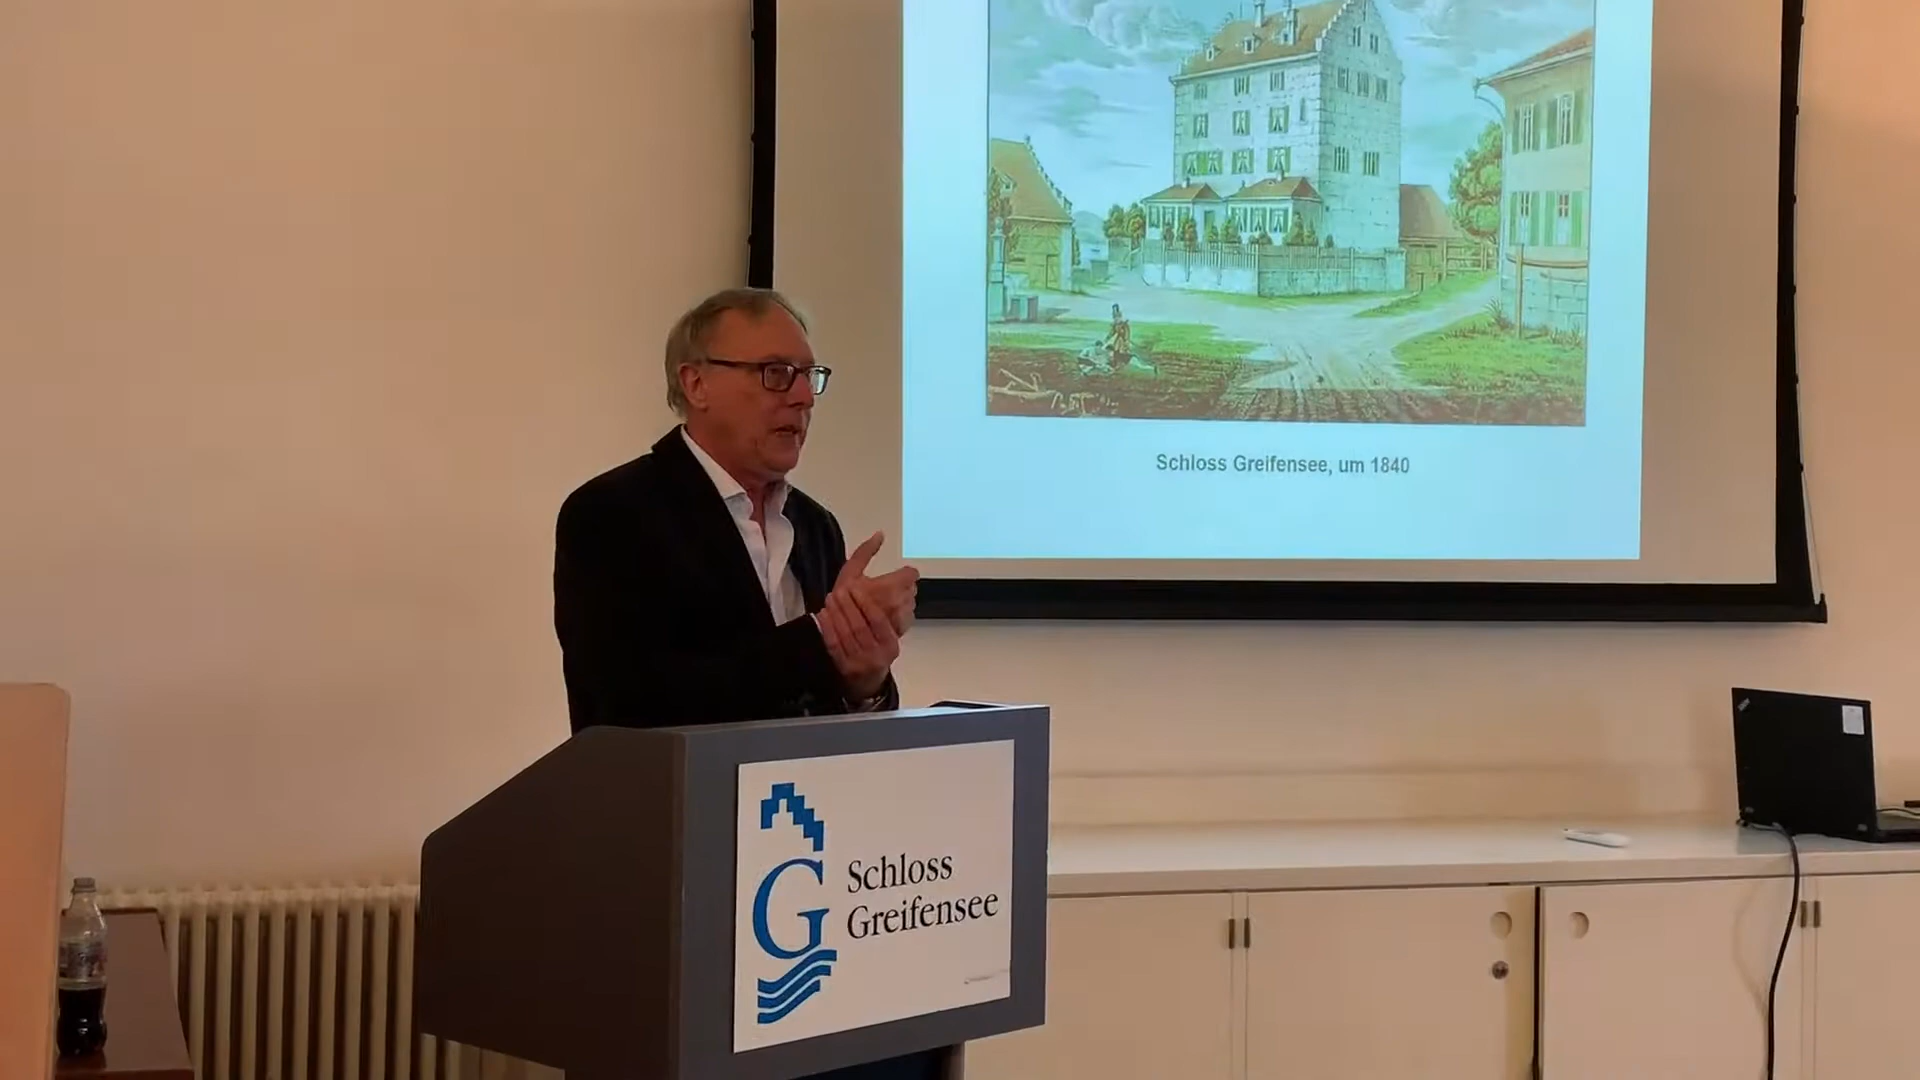 Schloss Greifensee, um 1840
G
Schloss
Greifensee